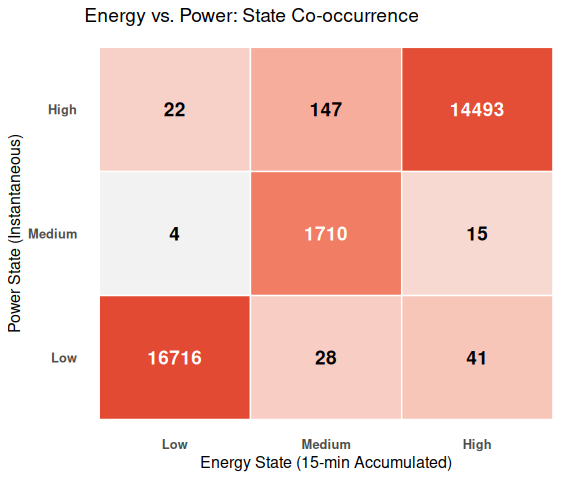 Energy vs. Power: State Co-occurrence
Power State (Instantaneous)
High 22 147 14493
Medium 4 1710 15
Low 16716 28 41
Low Medium High
Energy State (15-min Accumulated)